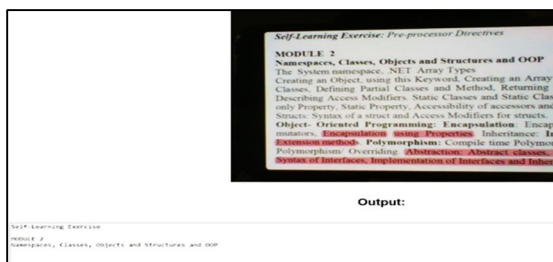 Self-Learning Exercise: Pre-processor Directives
MODULE 2
Namespaces, Classes, Objects and Structures and OOP
The System namespace, .NET Array Types
Creating an Object, using this Keyword, Creating an Array
Classes, Defining Partial Classes and Method, Returning
Describing Access Modifiers, Static Classes and Static Clas
only Property, Static Property, Accessibility of accessors and
Structs: Syntax of a struct and Access Modifiers for structs.
Object- Oriented Programming: Encapsulation: Encap
mutators, Encapsulation using Properties. Inheritance: I
Extension methods. Polymorphism: Compile time Polymor
Polymorphism/ Overriding. Abstraction: Abstract classes,
Syntax of Interfaces, Implementation of Interfaces and Inher
Output:
Self-Learning Exercise
MODULE 2
Namespaces, Classes, Objects and Structures and OOP